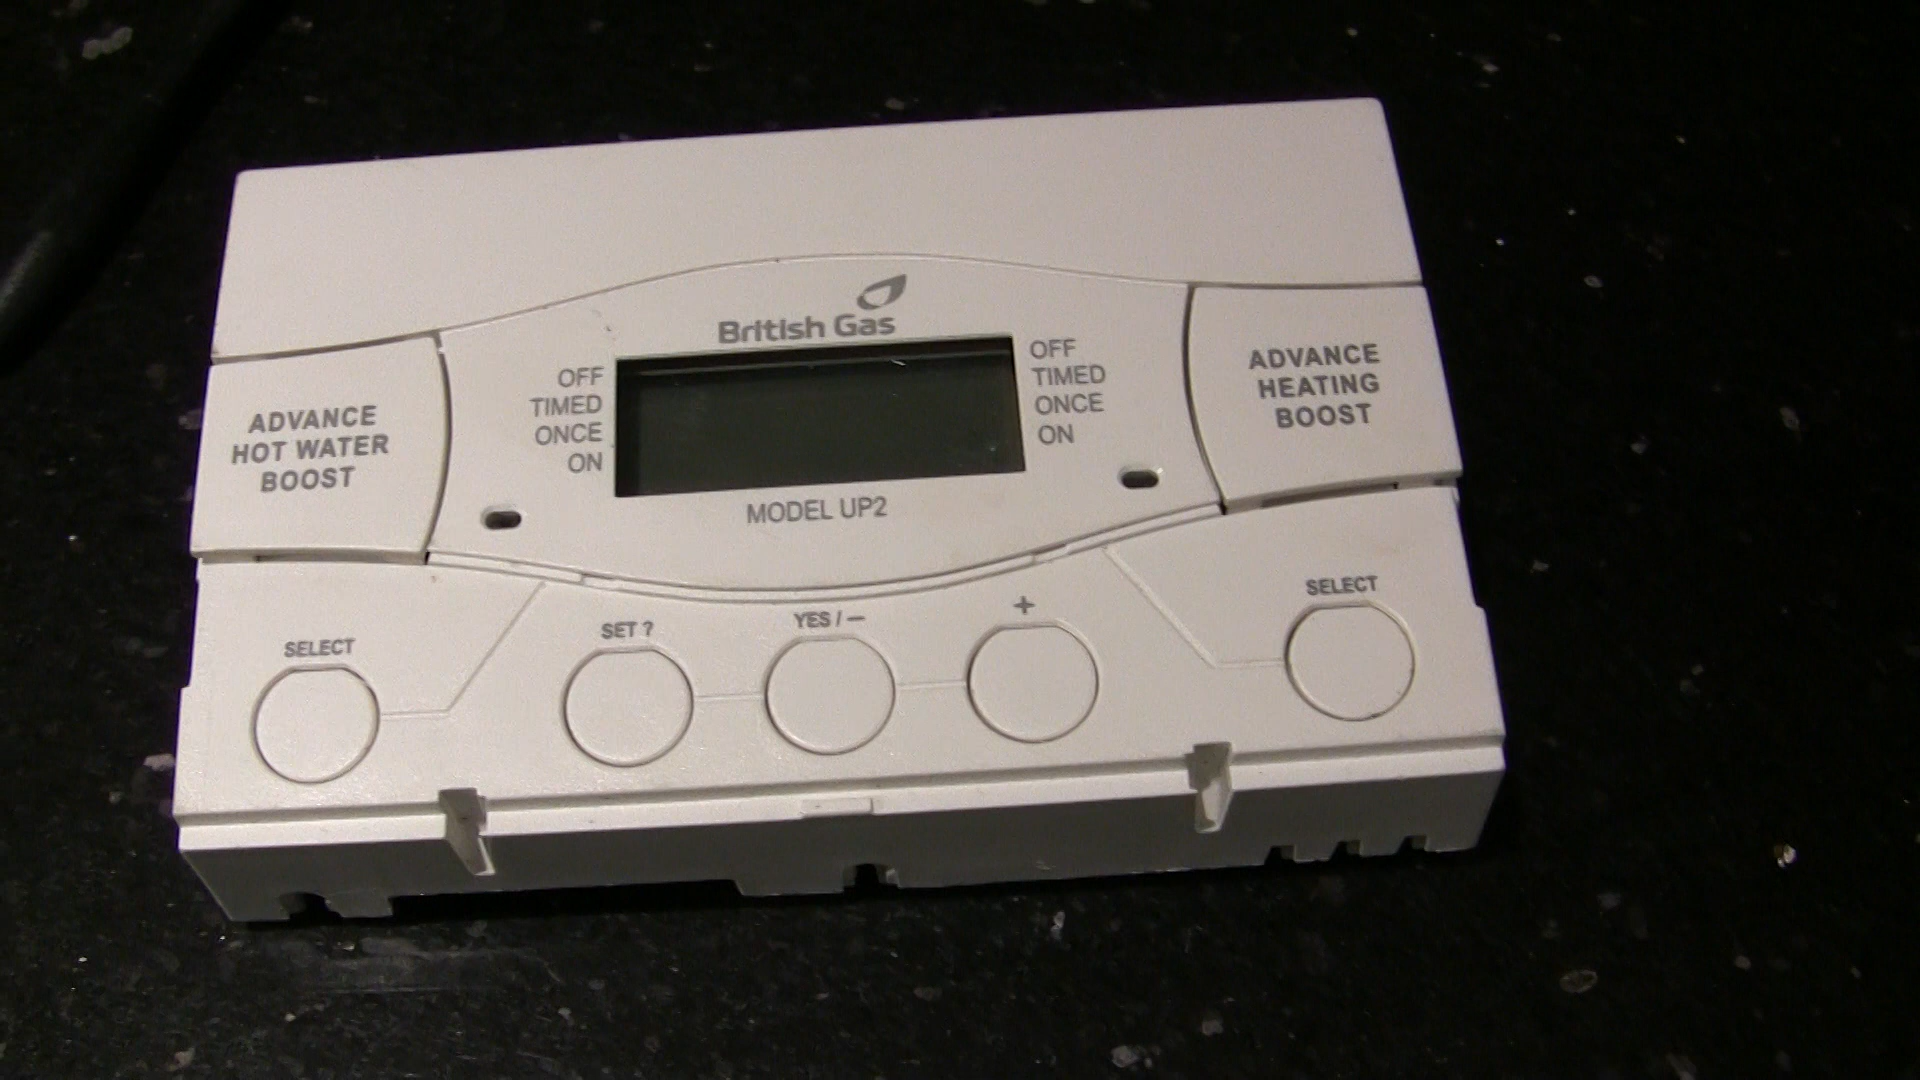 British Gas
OFF
TIMED
ONCE
ON
OFF
TIMED
ONCE
ON
ADVANCE
HOT WATER
BOOST
ADVANCE
HEATING
BOOST
MODEL UP2
SELECT
SET ?
YES / −
+
SELECT